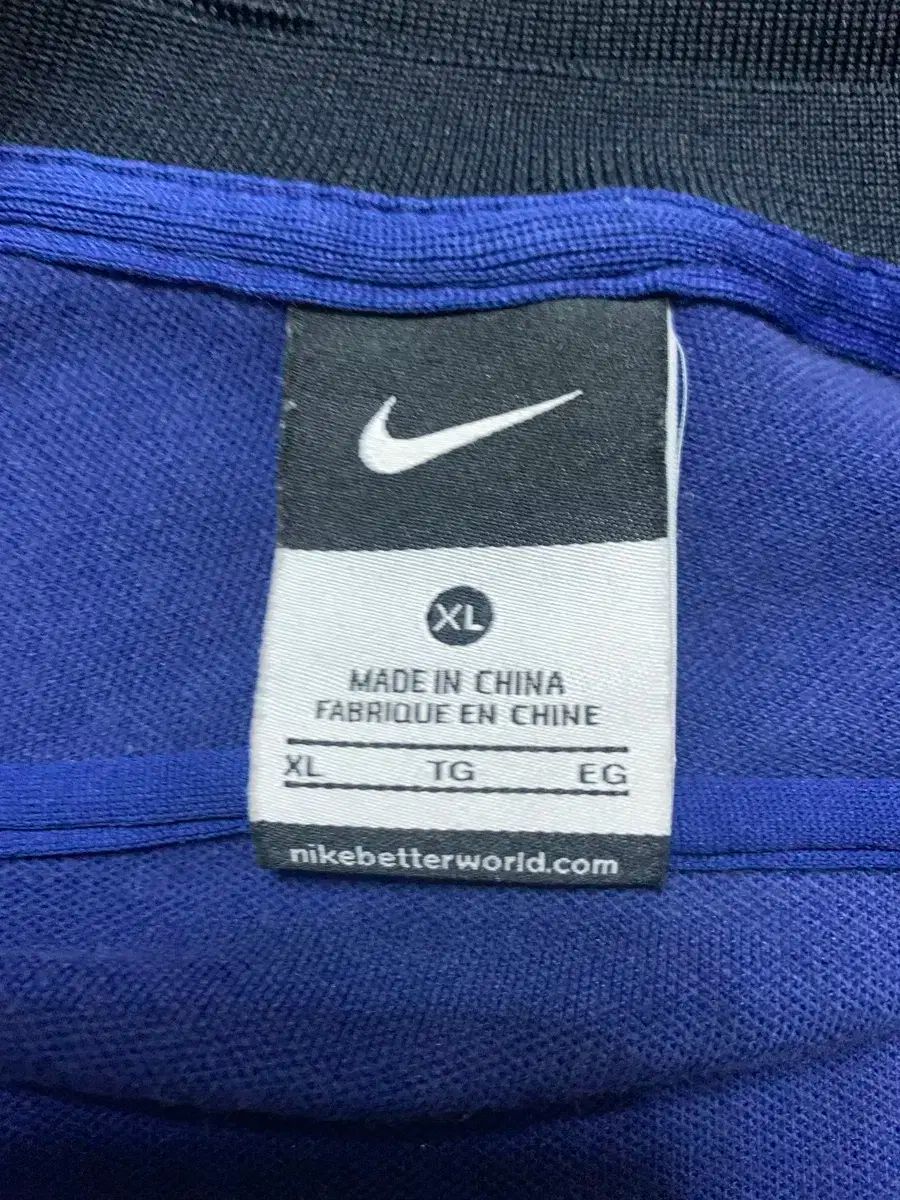 XL
MADE IN CHINA
FABRIQUE EN CHINE
XL TG EG
nikebetterworld.com